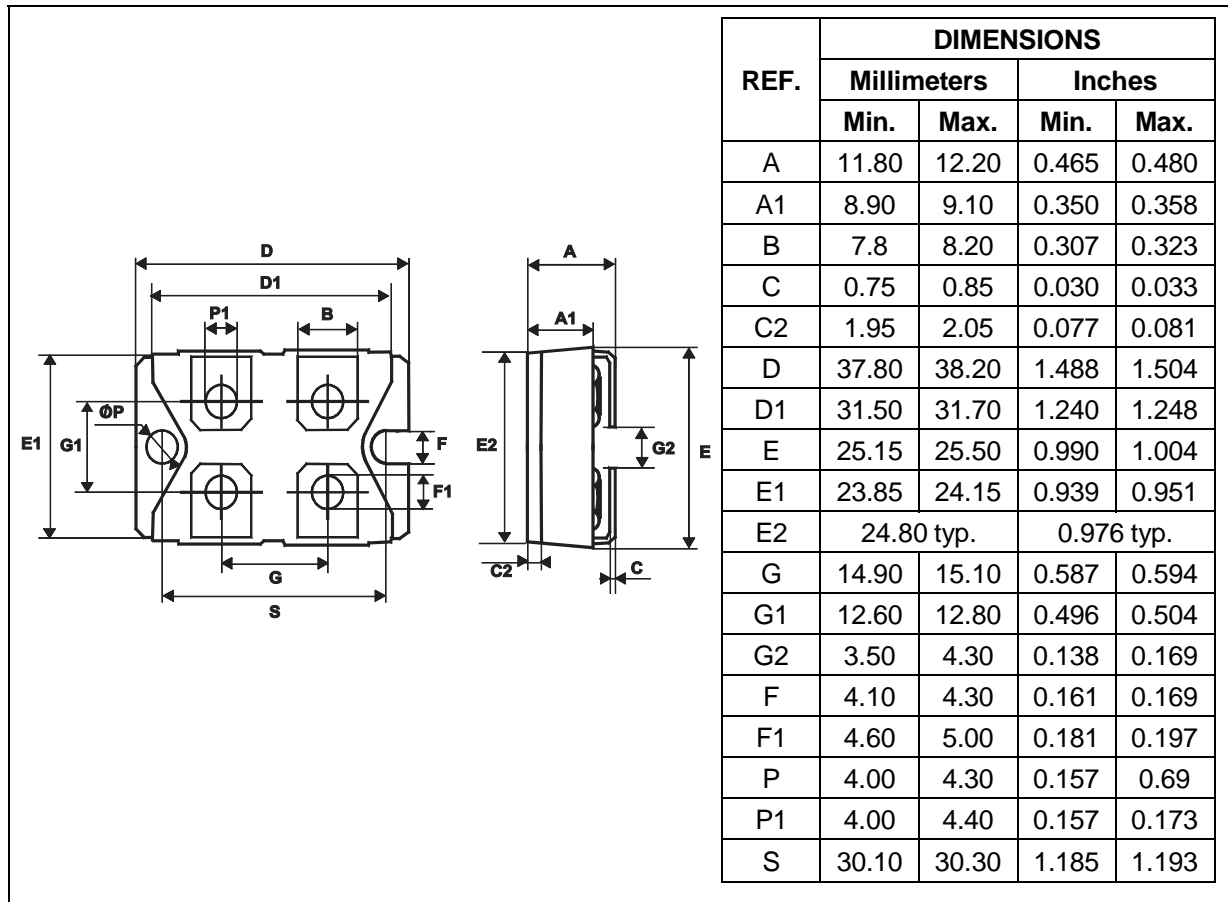 D
D1
P1 B
ØP
E1 G1 F
F1
G
S
A
A1
E2 G2 E
C2 C
REF. DIMENSIONS
Millimeters Inches
Min. Max. Min. Max.
A 11.80 12.20 0.465 0.480
A1 8.90 9.10 0.350 0.358
B 7.8 8.20 0.307 0.323
C 0.75 0.85 0.030 0.033
C2 1.95 2.05 0.077 0.081
D 37.80 38.20 1.488 1.504
D1 31.50 31.70 1.240 1.248
E 25.15 25.50 0.990 1.004
E1 23.85 24.15 0.939 0.951
E2 24.80 typ. 0.976 typ.
G 14.90 15.10 0.587 0.594
G1 12.60 12.80 0.496 0.504
G2 3.50 4.30 0.138 0.169
F 4.10 4.30 0.161 0.169
F1 4.60 5.00 0.181 0.197
P 4.00 4.30 0.157 0.69
P1 4.00 4.40 0.157 0.173
S 30.10 30.30 1.185 1.193